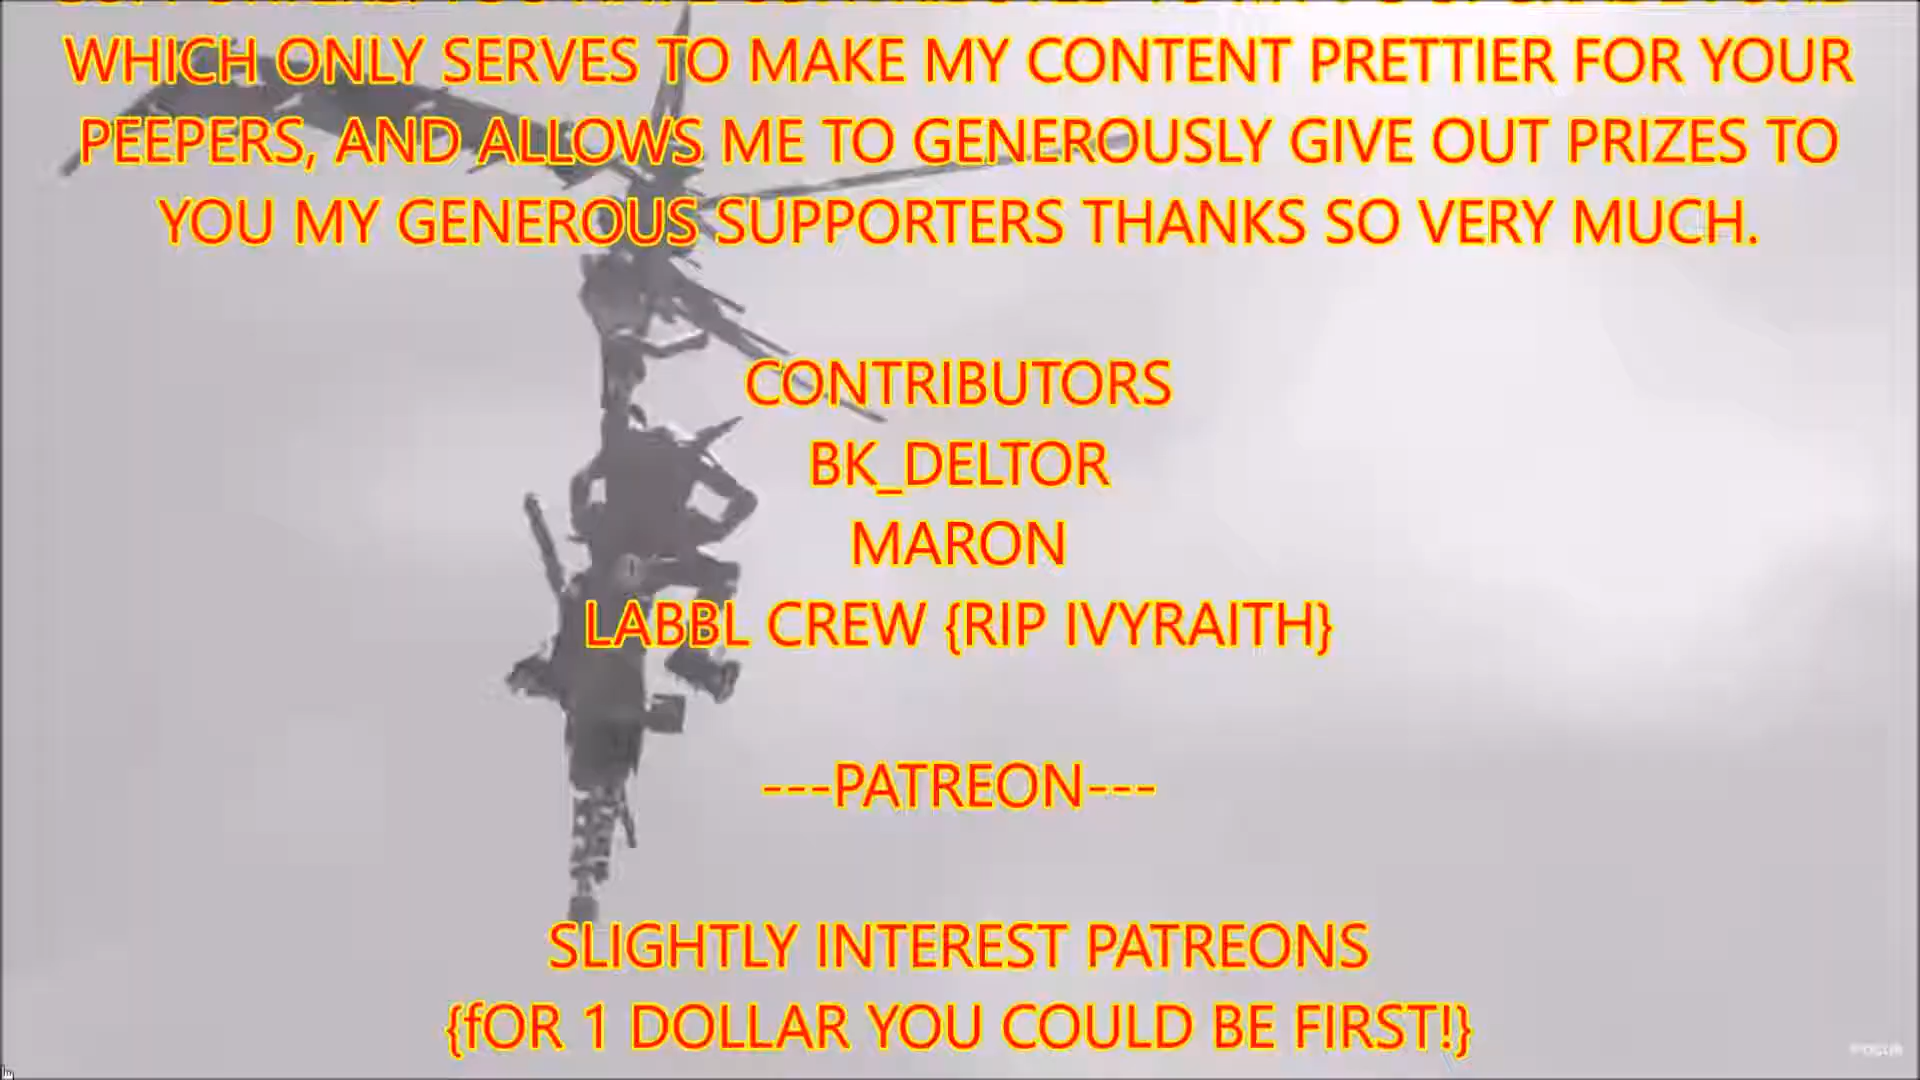 WHICH ONLY SERVES TO MAKE MY CONTENT PRETTIER FOR YOUR
PEEPERS, AND ALLOWS ME TO GENEROUSLY GIVE OUT PRIZES TO
YOU MY GENEROUS SUPPORTERS THANKS SO VERY MUCH.
CONTRIBUTORS
BK_DELTOR
MARON
LABBL CREW {RIP IVYRAITH}
---PATREON---
SLIGHTLY INTEREST PATREONS
{fOR 1 DOLLAR YOU COULD BE FIRST!}